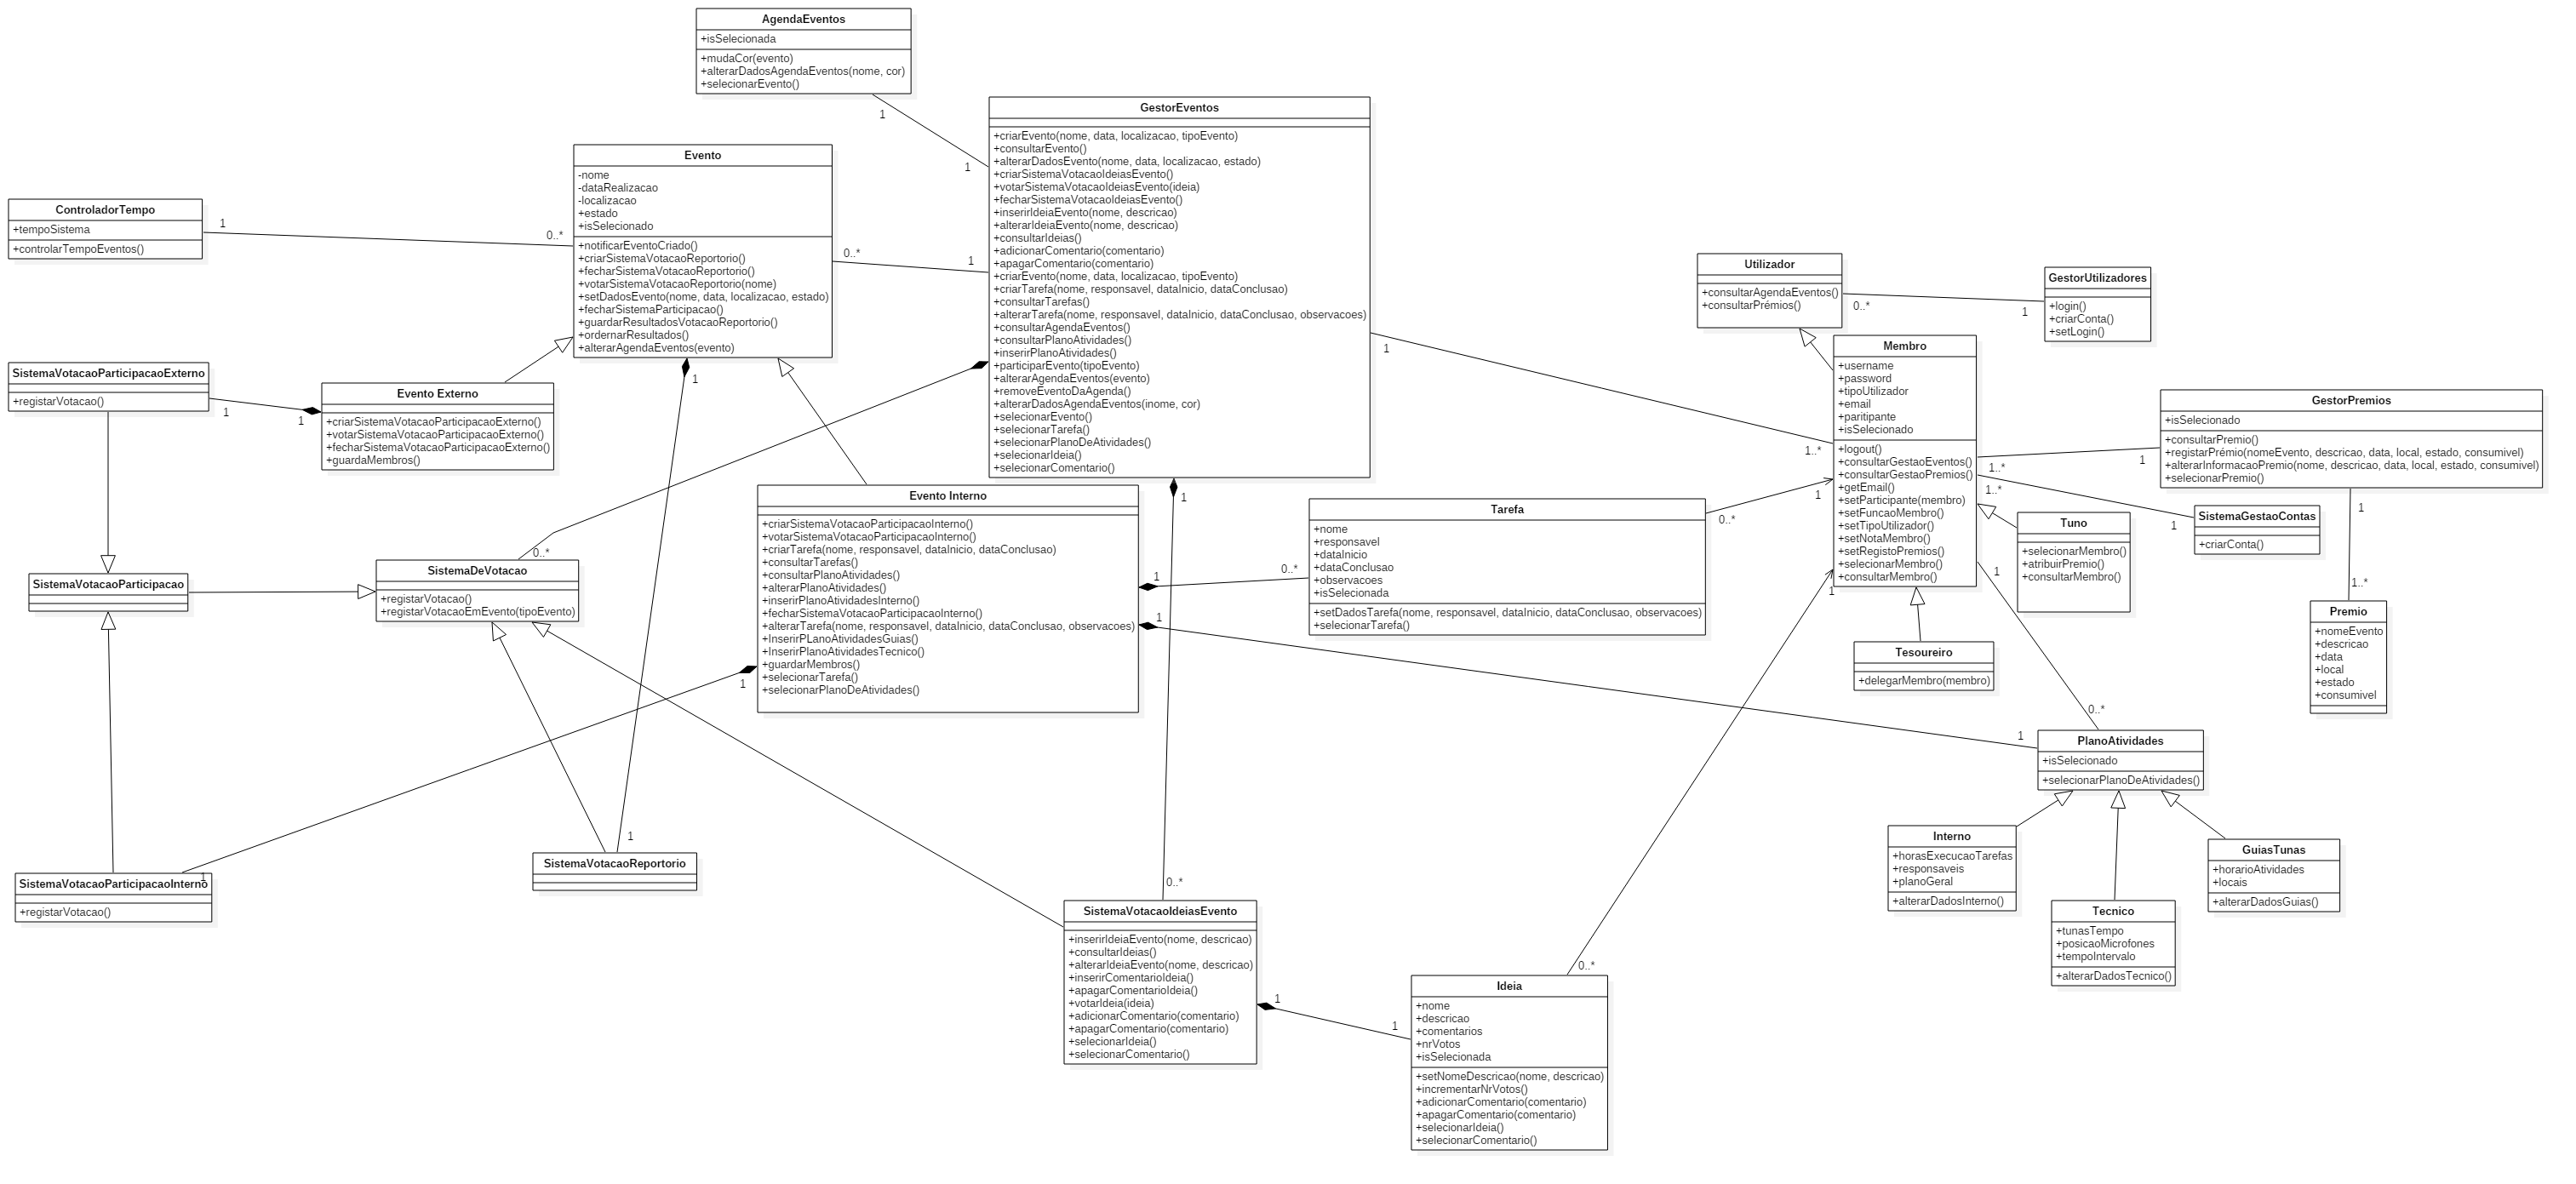 AgendaEventos
+isSelecionada
+mudaCor(evento)
+alterarDadosAgendaEventos(nome, cor)
+selecionarEvento()
1
1
GestorEventos
+criarEvento(nome, data, localizacao, tipoEvento)
+consultarEvento()
+alterarDadosEvento(nome, data, localizacao, estado)
+criarSistemaVotacaoIdeiasEvento()
+votarSistemaVotacaoIdeiasEvento(ideia)
+fecharSistemaVotacaoIdeiasEvento()
+inserirIdeiaEvento(nome, descricao)
+alterarIdeiaEvento(nome, descricao)
+consultarIdeias()
+adicionarComentario(comentario)
+apagarComentario(comentario)
+criarEvento(nome, data, localizacao, tipoEvento)
+criarTarefa(nome, responsavel, dataInicio, dataConclusao)
+consultarTarefas()
+alterarTarefa(nome, responsavel, dataInicio, dataConclusao, observacoes)
+consultarAgendaEventos()
+consultarPlanoAtividades()
+inserirPlanoAtividades()
+participarEvento(tipoEvento)
+alterarAgendaEventos(evento)
+removeEventoDaAgenda()
+alterarDadosAgendaEventos(inome, cor)
+selecionarEvento()
+selecionarTarefa()
+selecionarPlanoDeAtividades()
+selecionarIdeia()
+selecionarComentario()
Evento
-nome
-dataRealizacao
-localizacao
+estado
+isSelecionado
+notificarEventoCriado()
+criarSistemaVotacaoReportorio()
+fecharSistemaVotacaoReportorio()
+votarSistemaVotacaoReportorio(nome)
+setDadosEvento(nome, data, localizacao, estado)
+fecharSistemaParticipacao()
+guardarResultadosVotacaoReportorio()
+ordernarResultados()
+alterarAgendaEventos(evento)
0..*
1
ControladorTempo
+tempoSistema
+controlarTempoEventos()
1
0..*
Utilizador
+consultarAgendaEventos()
+consultarPrémios()
0..*
1
GestorUtilizadores
+login()
+criarConta()
+setLogin()
Membro
+username
+password
+tipoUtilizador
+email
+paritipante
+isSelecionado
+logout()
+consultarGestaoEventos()
+consultarGestaoPremios()
+getEmail()
+setParticipante(membro)
+setFuncaoMembro()
+setTipoUtilizador()
+setNotaMembro()
+setRegistoPremios()
+selecionarMembro()
+consultarMembro()
1
1..*
GestorPremios
+isSelecionado
+consultarPremio()
+registarPrémio(nomeEvento, descricao, data, local, estado, consumivel)
+alterarInformacaoPremio(nome, descricao, data, local, estado, consumivel)
+selecionarPremio()
1..*
1
1..*
1
SistemaGestaoContas
+criarConta()
Tuno
+selecionarMembro()
+atribuirPremio()
+consultarMembro()
1
1..*
Premio
+nomeEvento
+descricao
+data
+local
+estado
+consumivel
SistemaVotacaoParticipacaoExterno
+registarVotacao()
1
1
Evento Externo
+criarSistemaVotacaoParticipacaoExterno()
+votarSistemaVotacaoParticipacaoExterno()
+fecharSistemaVotacaoParticipacaoExterno()
+guardaMembros()
1
Evento Interno
+criarSistemaVotacaoParticipacaoInterno()
+votarSistemaVotacaoParticipacaoInterno()
+criarTarefa(nome, responsavel, dataInicio, dataConclusao)
+consultarTarefas()
+consultarPlanoAtividades()
+alterarPlanoAtividades()
+inserirPlanoAtividadesInterno()
+fecharSistemaVotacaoParticipacaoInterno()
+alterarTarefa(nome, responsavel, dataInicio, dataConclusao, observacoes)
+InserirPLanoAtividadesGuias()
+InserirPlanoAtividadesTecnico()
+guardarMembros()
+selecionarTarefa()
+selecionarPlanoDeAtividades()
1
Tarefa
+nome
+responsavel
+dataInicio
+dataConclusao
+observacoes
+isSelecionada
+setDadosTarefa(nome, responsavel, dataInicio, dataConclusao, observacoes)
+selecionarTarefa()
1
0..*
0..*
1
1
1
0..*
SistemaVotacaoParticipacao
SistemaDeVotacao
+registarVotacao()
+registarVotacaoEmEvento(tipoEvento)
1
Tesoureiro
+delegarMembro(membro)
1
1
0..*
PlanoAtividades
+isSelecionado
+selecionarPlanoDeAtividades()
Interno
+horasExecucaoTarefas
+responsaveis
+planoGeral
+alterarDadosInterno()
Tecnico
+tunasTempo
+posicaoMicrofones
+tempoIntervalo
+alterarDadosTecnico()
GuiasTunas
+horarioAtividades
+locais
+alterarDadosGuias()
1
SistemaVotacaoReportorio
1
SistemaVotacaoParticipacaoInterno
+registarVotacao()
0..*
SistemaVotacaoIdeiasEvento
+inserirIdeiaEvento(nome, descricao)
+consultarIdeias()
+alterarIdeiaEvento(nome, descricao)
+inserirComentarioIdeia()
+apagarComentarioIdeia()
+votarIdeia(ideia)
+adicionarComentario(comentario)
+apagarComentario(comentario)
+selecionarIdeia()
+selecionarComentario()
1
1
0..*
Ideia
+nome
+descricao
+comentarios
+nrVotos
+isSelecionada
+setNomeDescricao(nome, descricao)
+incrementarNrVotos()
+adicionarComentario(comentario)
+apagarComentario(comentario)
+selecionarIdeia()
+selecionarComentario()